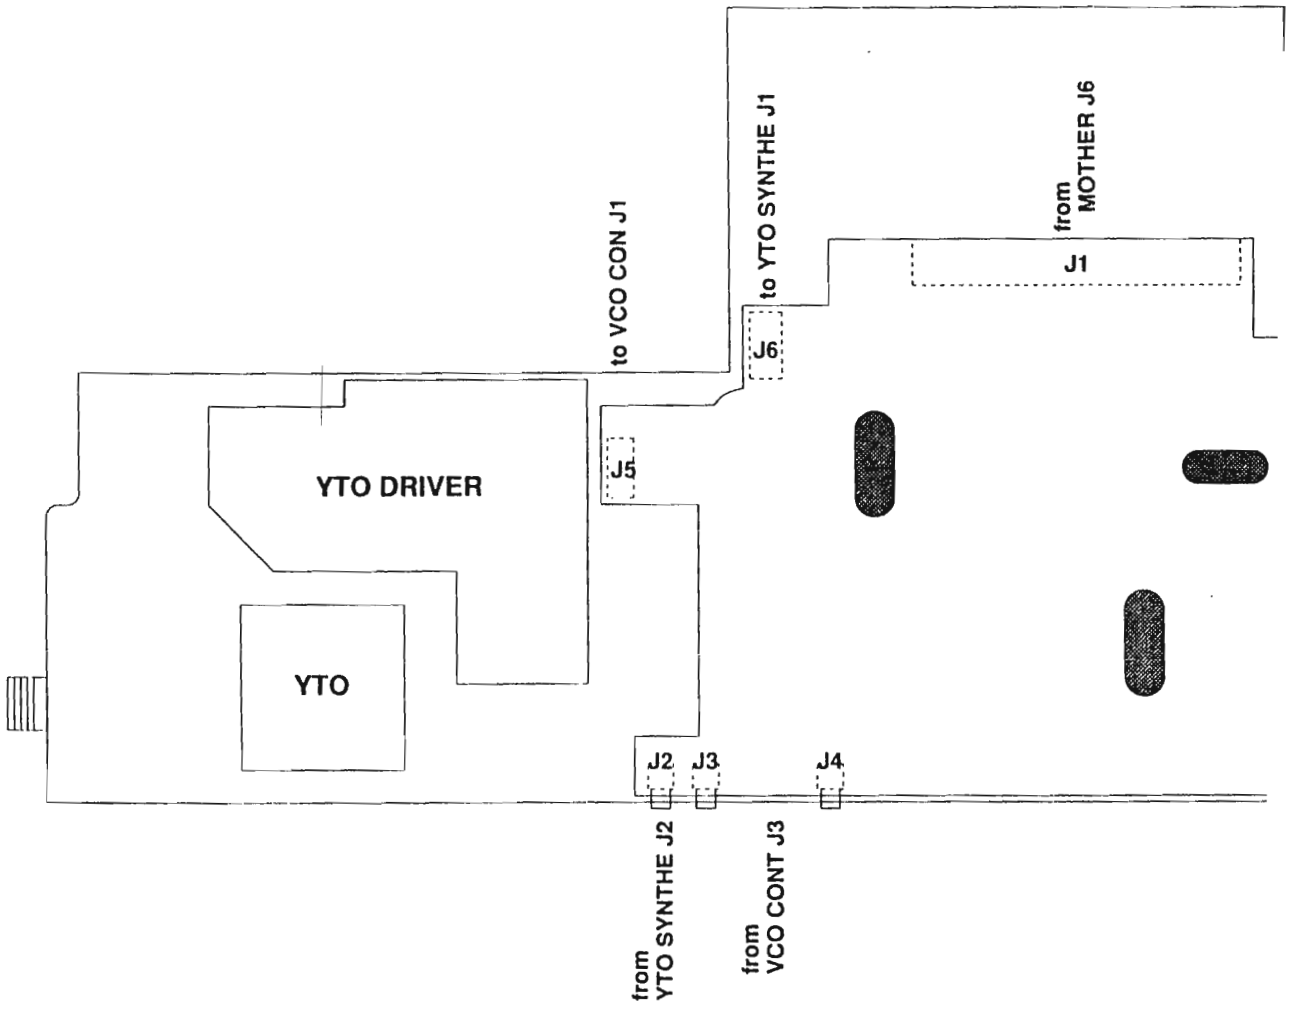 from
MOTHER J6
to YTO SYNTHE J1
to VCO CON J1
J1
J6
J5
YTO DRIVER
YTO
J2
J3
J4
from
YTO SYNTHE J2
from
VCO CONT J3